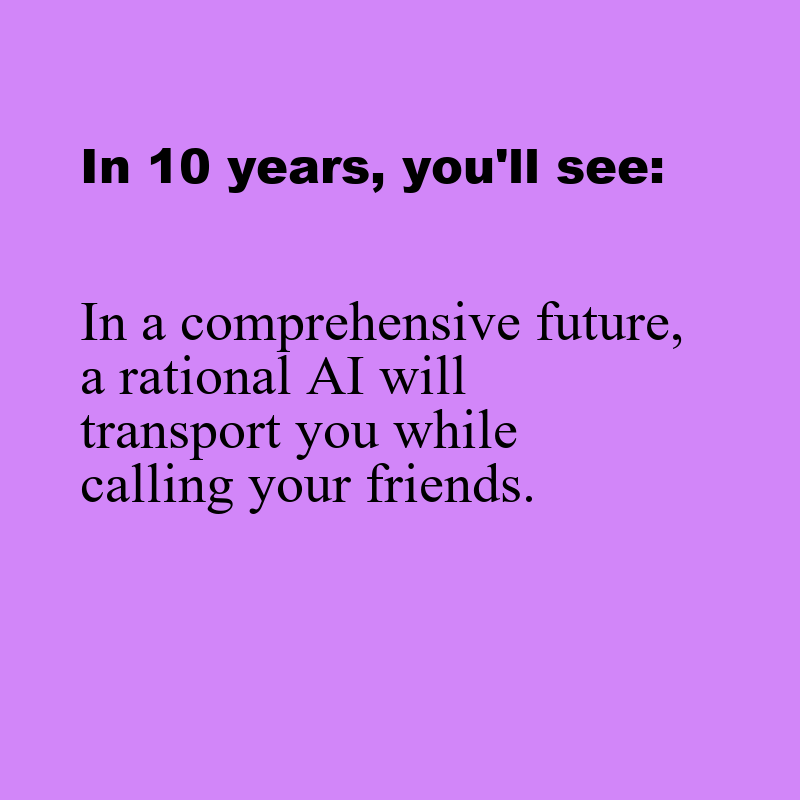 In 10 years, you'll see:
In a comprehensive future,
a rational AI will
transport you while
calling your friends.